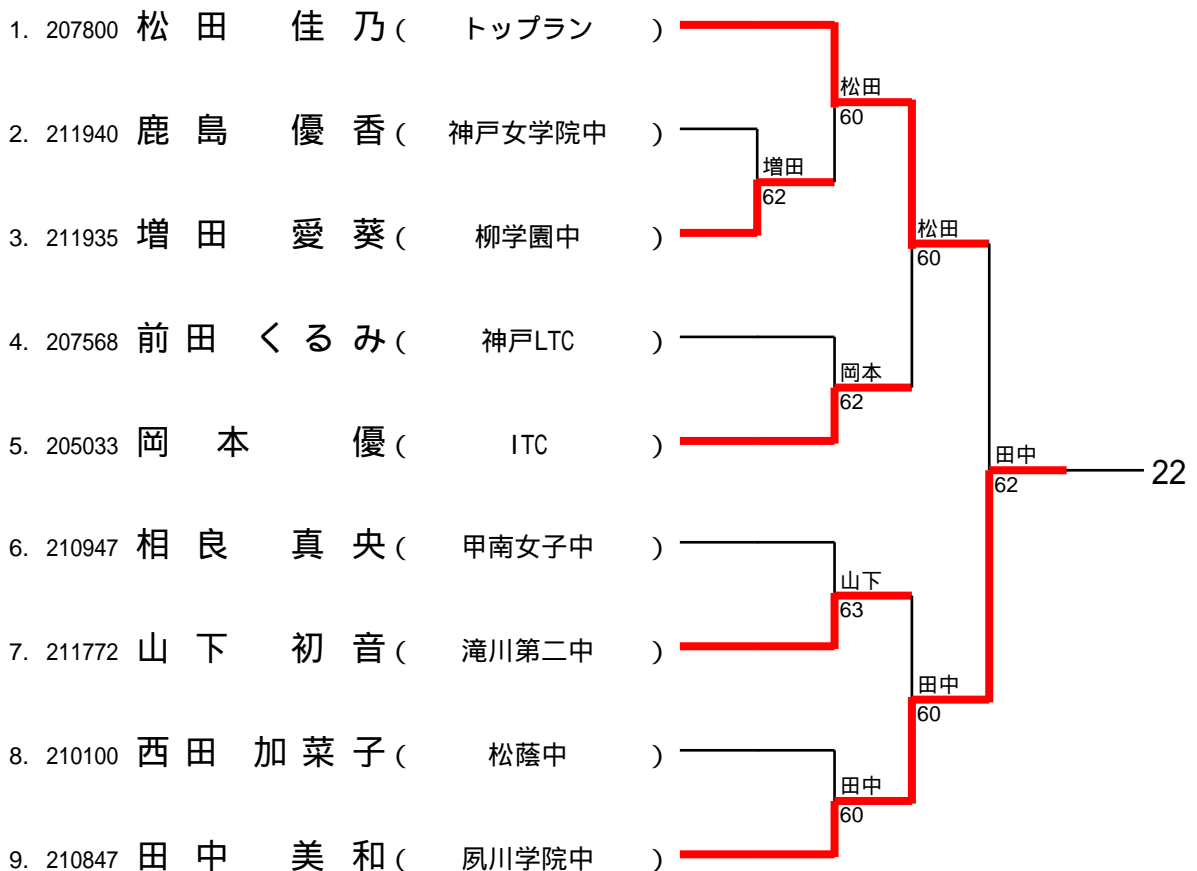 1. 207800 松田 佳乃 ( トップラン )
松田
60
2. 211940 鹿島 優香 ( 神戸女学院中 )
増田
62
3. 211935 増田 愛葵 ( 柳学園中 )
松田
60
4. 207568 前田 くるみ ( 神戸LTC )
岡本
62
5. 205033 岡本 優 ( ITC )
田中
62
22
6. 210947 相良 真央 ( 甲南女子中 )
山下
63
7. 211772 山下 初音 ( 滝川第二中 )
田中
60
8. 210100 西田 加菜子 ( 松蔭中 )
田中
60
9. 210847 田中 美和 ( 夙川学院中 )